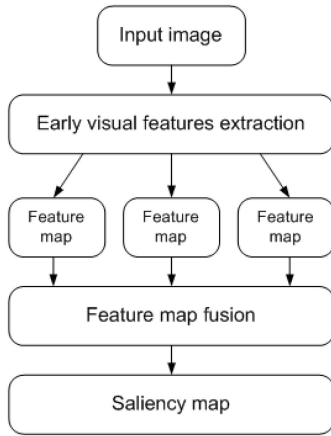 Input image
Early visual features extraction
Feature
map
Feature
map
Feature
map
Feature map fusion
Saliency map